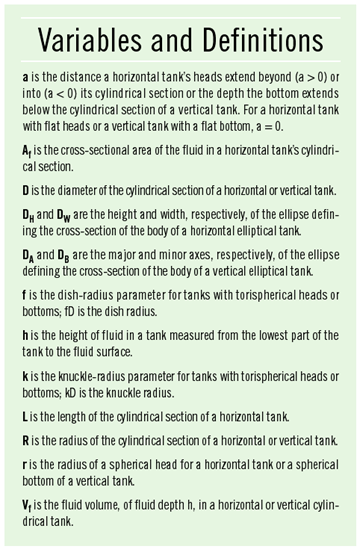 Variables and Definitions
a is the distance a horizontal tank's heads extend beyond (a > 0) or
into (a < 0) its cylindrical section or the depth the bottom extends
below the cylindrical section of a vertical tank. For a horizontal tank
with flat heads or a vertical tank with a flat bottom, a = 0.
Af is the cross-sectional area of the fluid in a horizontal tank's cylindri-
cal section.
D is the diameter of the cylindrical section of a horizontal or vertical tank.
DH and DW are the height and width, respectively, of the ellipse defin-
ing the cross-section of the body of a horizontal elliptical tank.
DA and DB are the major and minor axes, respectively, of the ellipse
defining the cross-section of the body of a vertical elliptical tank.
f is the dish-radius parameter for tanks with torispherical heads or
bottoms; fD is the dish radius.
h is the height of fluid in a tank measured from the lowest part of the
tank to the fluid surface.
k is the knuckle-radius parameter for tanks with torispherical heads or
bottoms; kD is the knuckle radius.
L is the length of the cylindrical section of a horizontal tank.
R is the radius of the cylindrical section of a horizontal or vertical tank.
r is the radius of a spherical head for a horizontal tank or a spherical
bottom of a vertical tank.
Vf is the fluid volume, of fluid depth h, in a horizontal or vertical cylin-
drical tank.